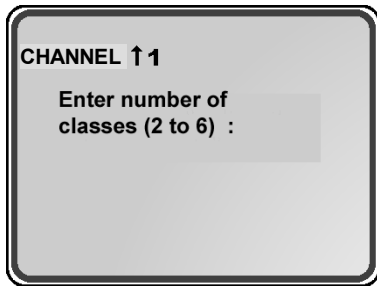 CHANNEL ↑1
Enter number of
classes (2 to 6) :